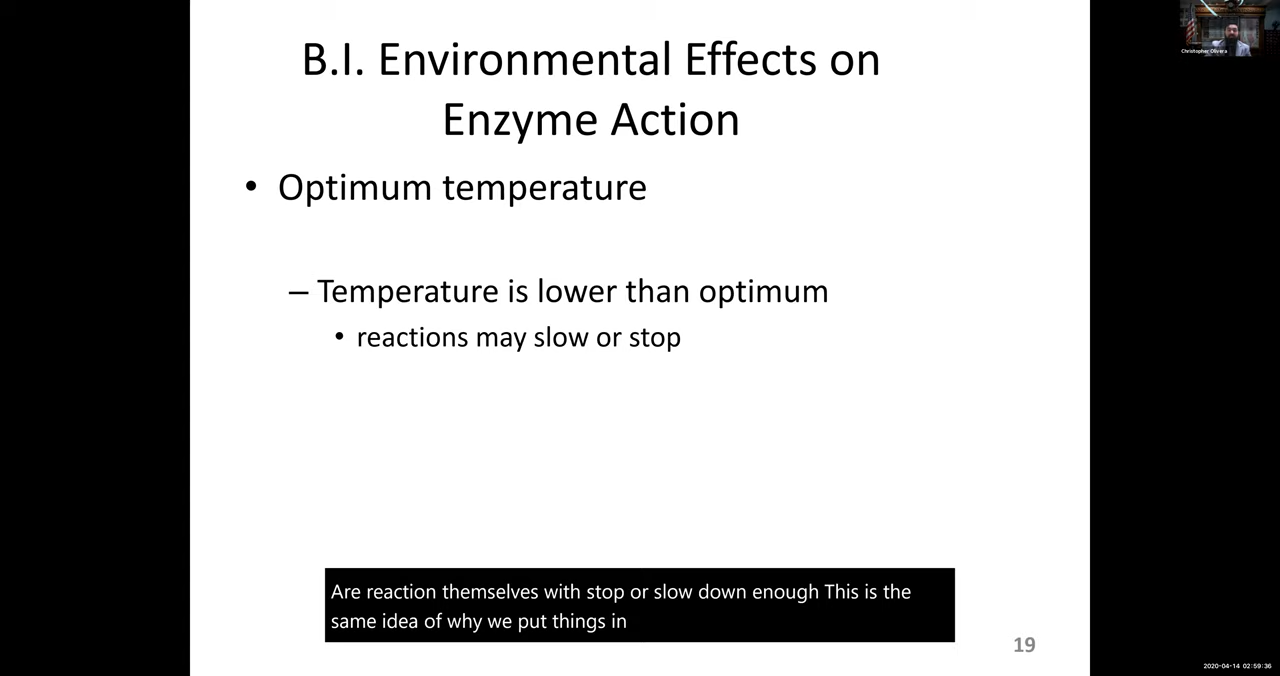 B.I. Environmental Effects on
Enzyme Action
• Optimum temperature
– Temperature is lower than optimum
• reactions may slow or stop
Are reaction themselves with stop or slow down enough This is the
same idea of why we put things in
19
Christopher Olivera
2020-04-14 02:59:36